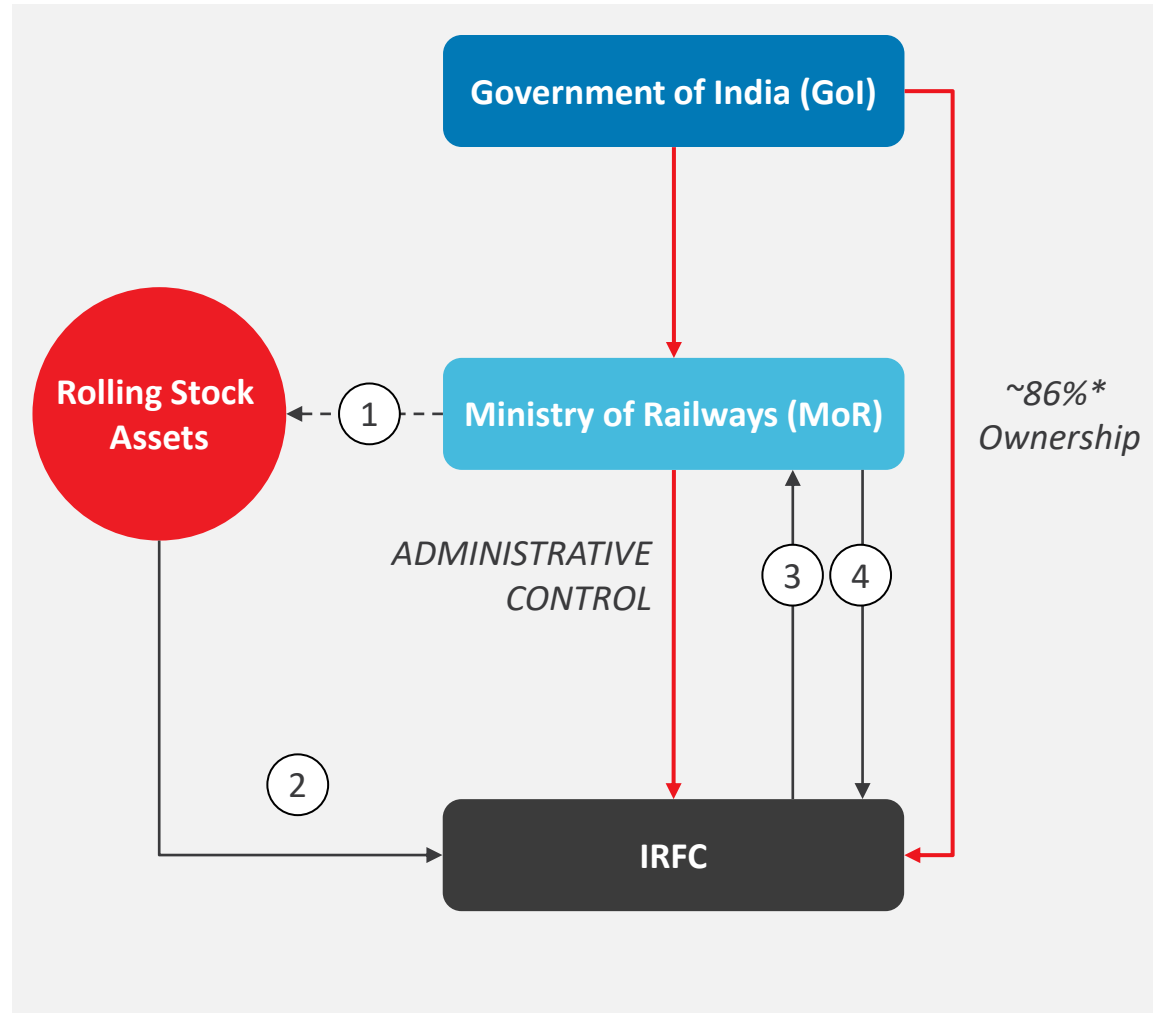 Government of India (GoI)
Rolling Stock
Assets
1
Ministry of Railways (MoR)
~86%*
Ownership
ADMINISTRATIVE
CONTROL
3
4
2
IRFC